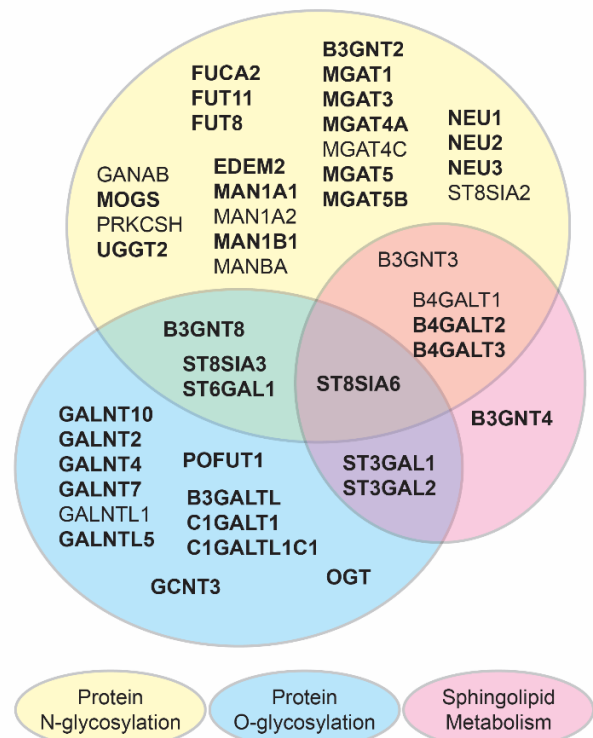 FUCA2
FUT11
FUT8
B3GNT2
MGAT1
MGAT3
MGAT4A
MGAT4C
MGAT5
MGAT5B
NEU1
NEU2
NEU3
ST8SIA2
GANAB
MOGS
PRKCSH
UGGT2
EDEM2
MAN1A1
MAN1A2
MAN1B1
MANBA
B3GNT3
B4GALT1
B4GALT2
B4GALT3
B3GNT8
ST8SIA3
ST6GAL1
ST8SIA6
B3GNT4
GALNT10
GALNT2
GALNT4
GALNT7
GALNTL1
GALNTL5
POFUT1
B3GALTL
C1GALT1
C1GALTL1C1
ST3GAL1
ST3GAL2
GCNT3
OGT
Protein
N-glycosylation
Protein
O-glycosylation
Sphingolipid
Metabolism